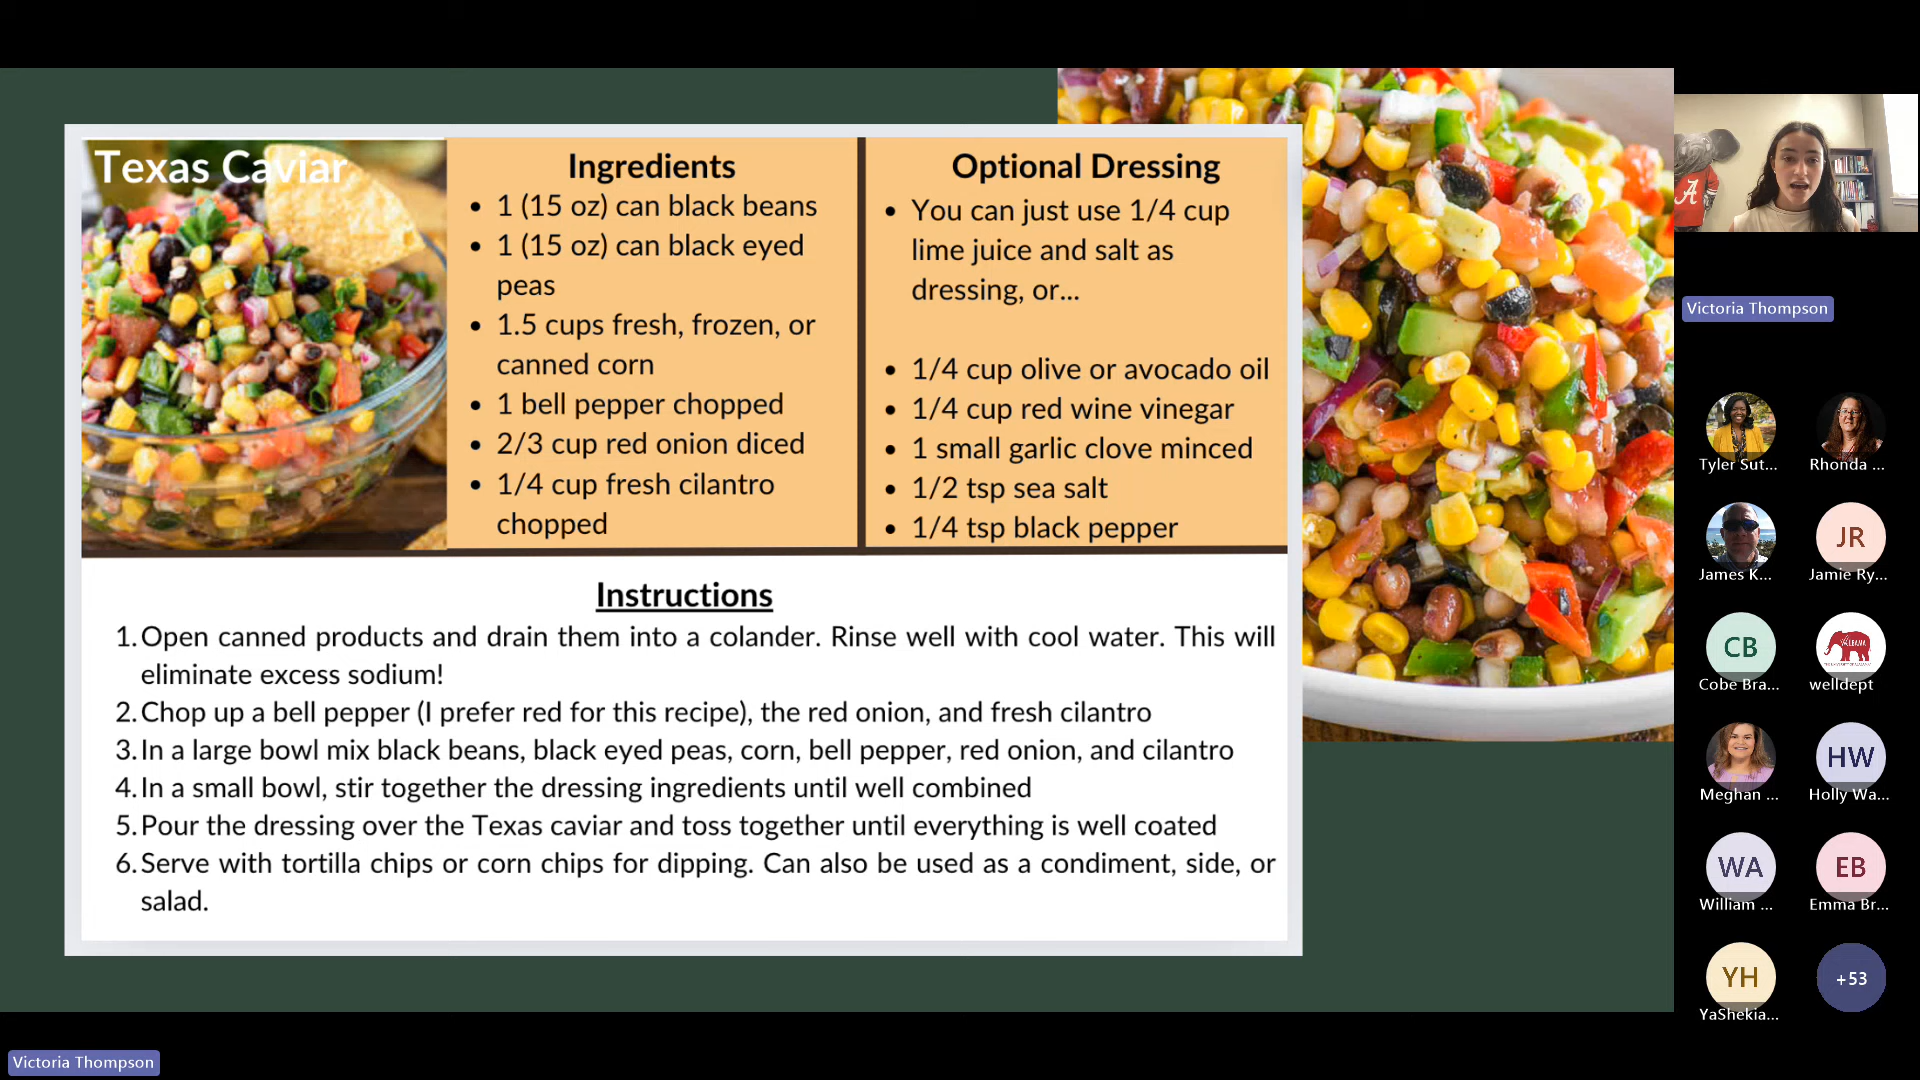 Texas Caviar
Ingredients
• 1 (15 oz) can black beans
• 1 (15 oz) can black eyed
peas
• 1.5 cups fresh, frozen, or
canned corn
• 1 bell pepper chopped
• 2/3 cup red onion diced
• 1/4 cup fresh cilantro
chopped
Optional Dressing
• You can just use 1/4 cup
lime juice and salt as
dressing, or...
• 1/4 cup olive or avocado oil
• 1/4 cup red wine vinegar
• 1 small garlic clove minced
• 1/2 tsp sea salt
• 1/4 tsp black pepper
Instructions
1. Open canned products and drain them into a colander. Rinse well with cool water. This will
eliminate excess sodium!
2. Chop up a bell pepper (I prefer red for this recipe), the red onion, and fresh cilantro
3. In a large bowl mix black beans, black eyed peas, corn, bell pepper, red onion, and cilantro
4. In a small bowl, stir together the dressing ingredients until well combined
5. Pour the dressing over the Texas caviar and toss together until everything is well coated
6. Serve with tortilla chips or corn chips for dipping. Can also be used as a condiment, side, or
salad.
A
Victoria Thompson
Tyler Sut...
Rhonda ...
James K...
JR
Jamie Ry...
CB
Cobe Bra...
welldept
Meghan ...
HW
Holly Wa...
WA
William ...
EB
Emma Br...
YH
YaShekia...
+53
Victoria Thompson